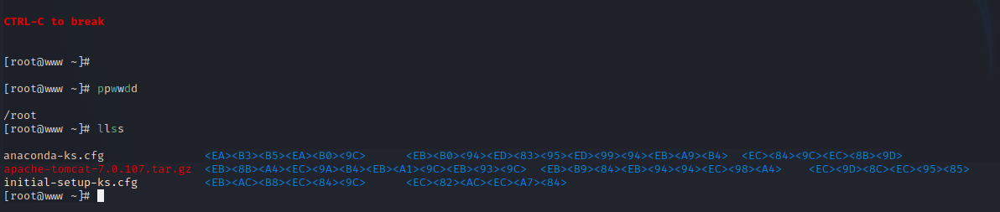 CTRL-C to break
[root@www ~]#
[root@www ~]# ppwwdd
/root
[root@www ~]# llss
anaconda-ks.cfg <EA><B3><B5><EA><B0><9C> <EB><B0><94><ED><83><95><ED><99><94><EB><A9><B4> <EC><84><9C><EC><8B><9D>
apache-tomcat-7.0.107.tar.gz <EB><8B><A4><EC><9A><B4><EB><A1><9C><EB><93><9C> <EB><B9><84><EB><94><94><EC><98><A4> <EC><9D><8C><EC><95><85>
initial-setup-ks.cfg <EB><AC><B8><EC><84><9C> <EC><82><AC><EC><A7><84>
[root@www ~]#